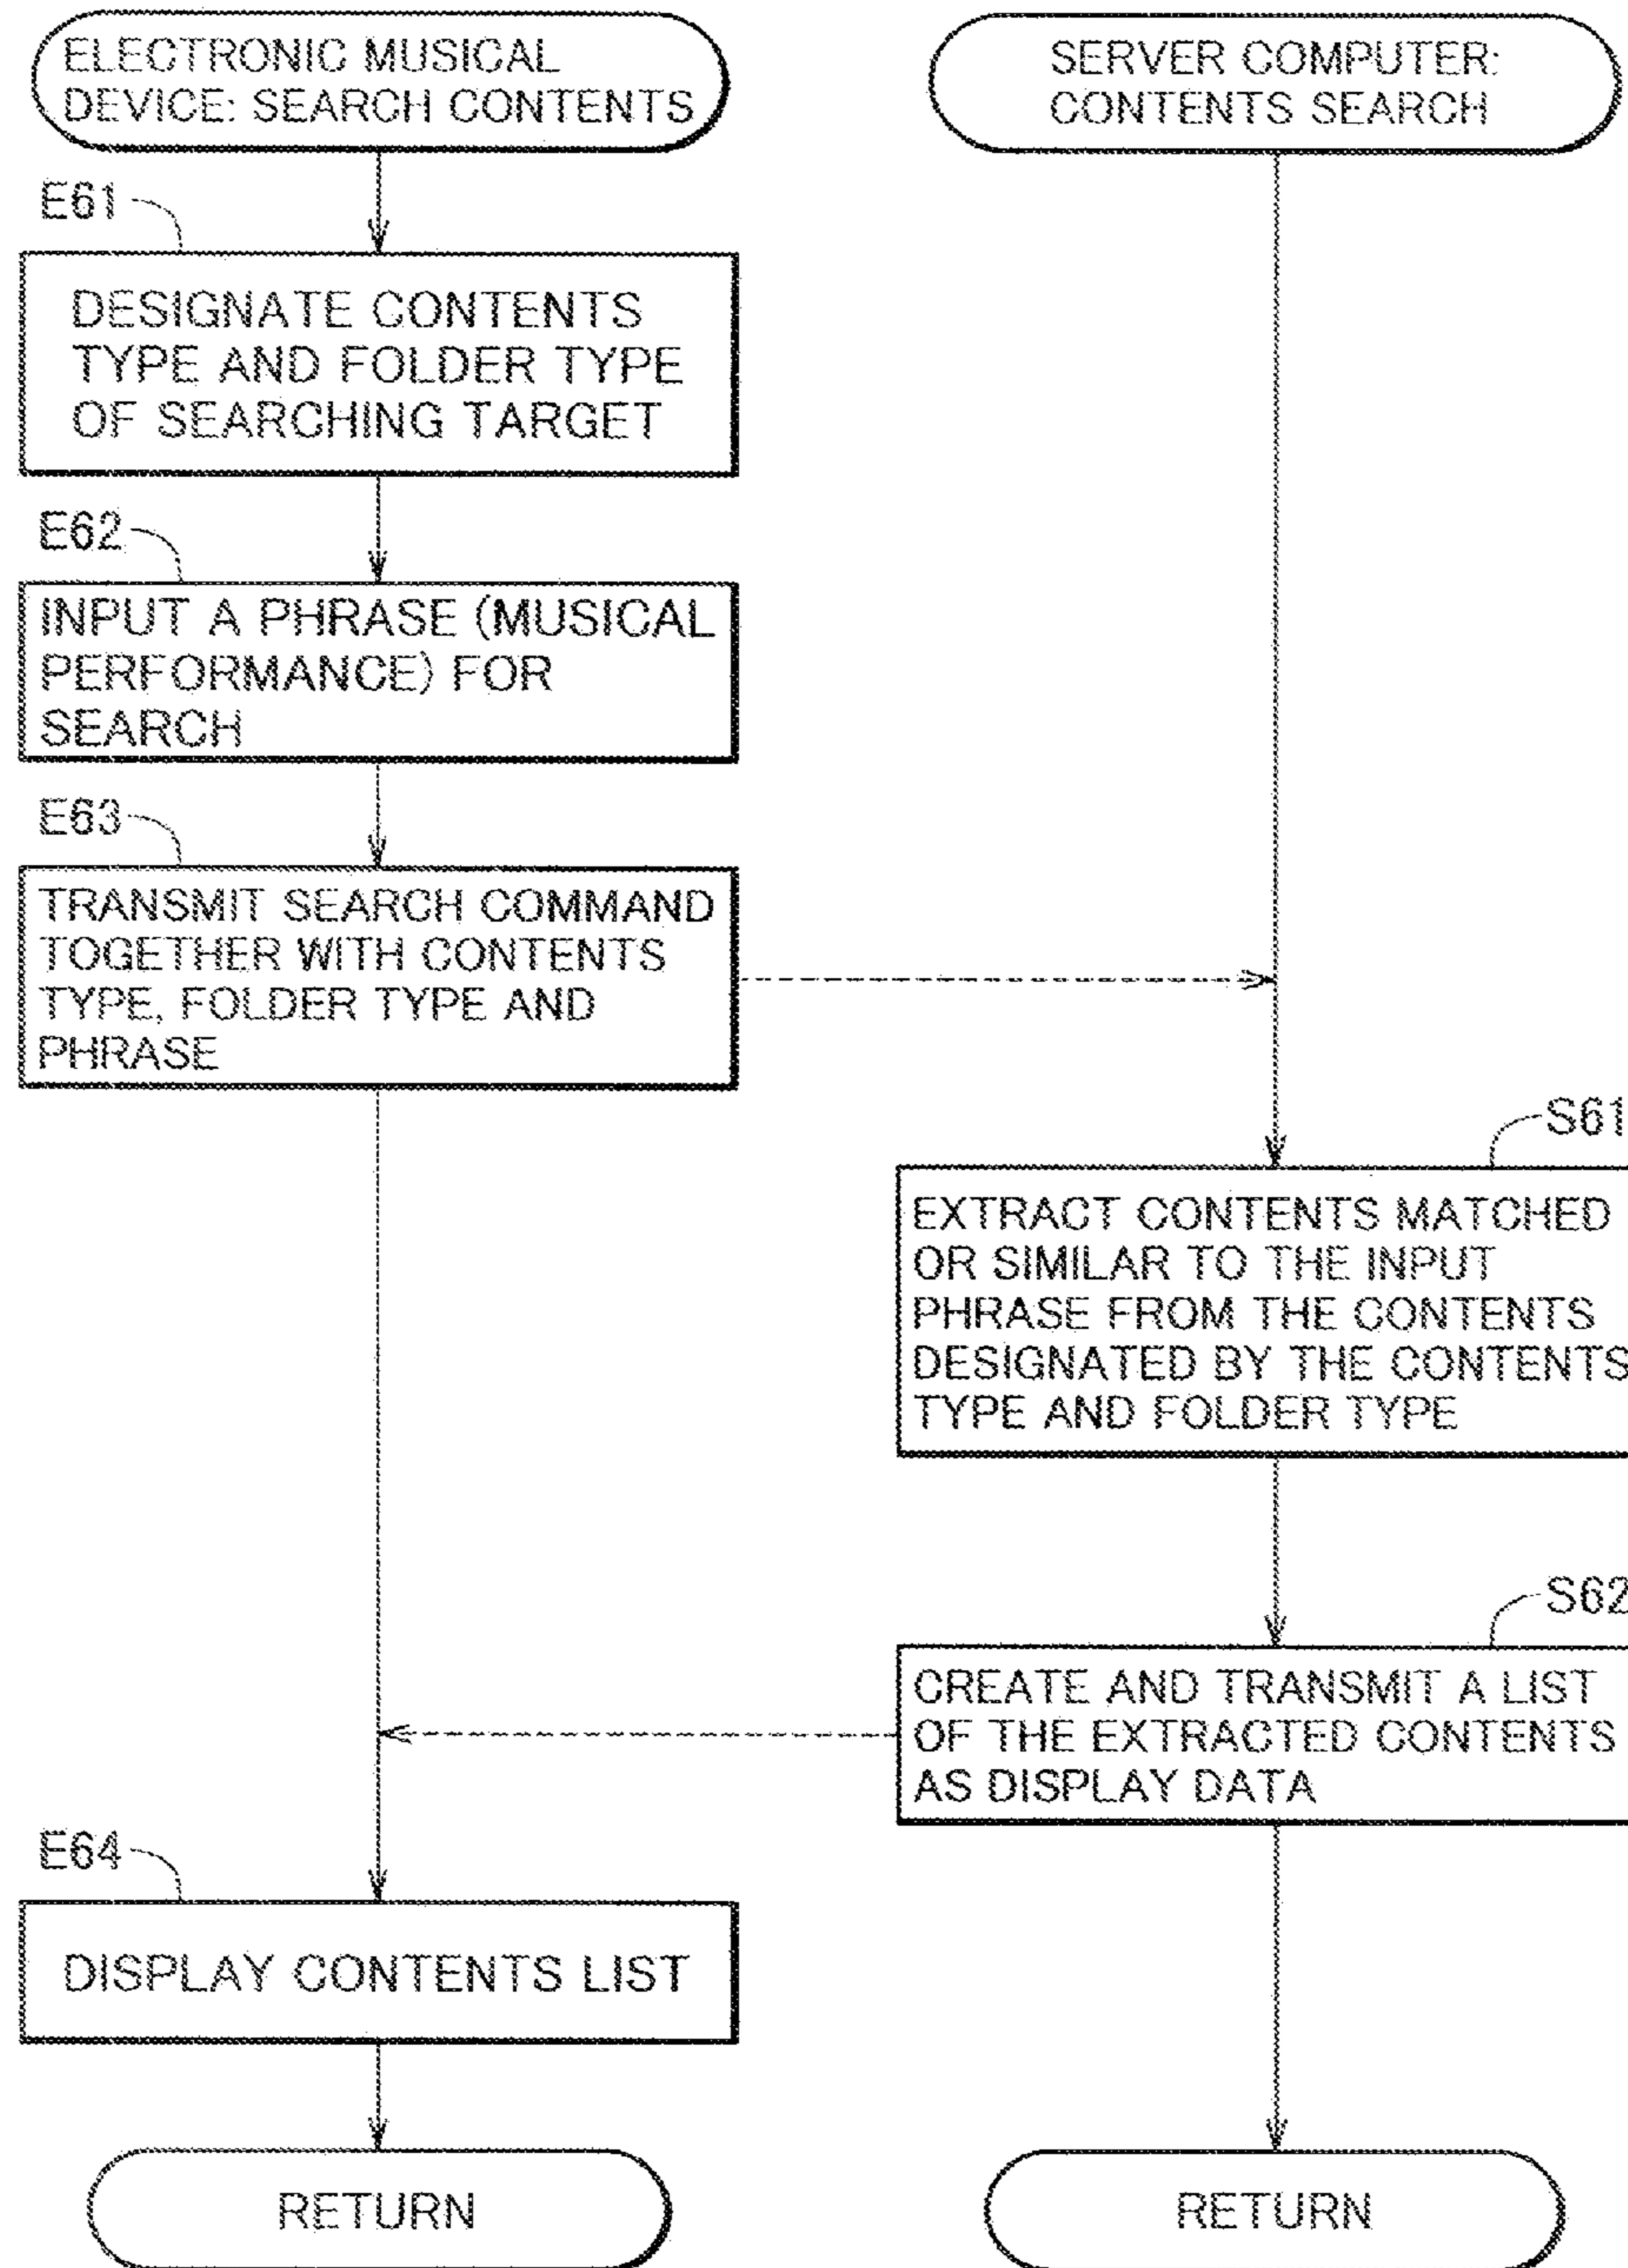 ELECTRONIC MUSICAL
DEVICE: SEARCH CONTENTS
E61
DESIGNATE CONTENTS
TYPE AND FOLDER TYPE
OF SEARCHING TARGET
E62
INPUT A PHRASE (MUSICAL
PERFORMANCE) FOR
SEARCH
E63
TRANSMIT SEARCH COMMAND
TOGETHER WITH CONTENTS
TYPE, FOLDER TYPE AND
PHRASE
E64
DISPLAY CONTENTS LIST
RETURN
SERVER COMPUTER:
CONTENTS SEARCH
S61
EXTRACT CONTENTS MATCHED
OR SIMILAR TO THE INPUT
PHRASE FROM THE CONTENTS
DESIGNATED BY THE CONTENTS
TYPE AND FOLDER TYPE
S62
CREATE AND TRANSMIT A LIST
OF THE EXTRACTED CONTENTS
AS DISPLAY DATA
RETURN